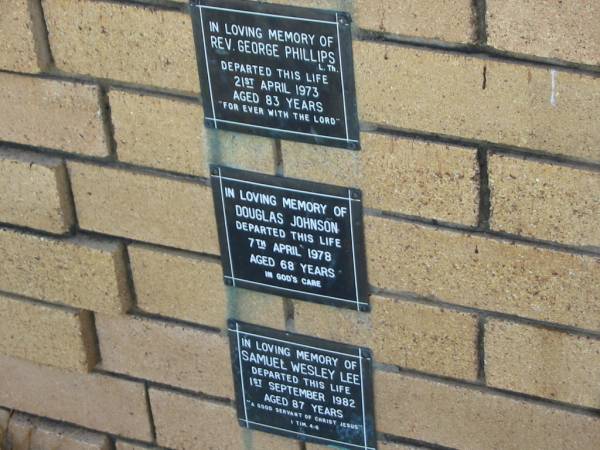 IN LOVING MEMORY OF
REV. GEORGE PHILLIPS
L. Th.
DEPARTED THIS LIFE
21ST APRIL 1973
AGED 83 YEARS
"FOR EVER WITH THE LORD"
IN LOVING MEMORY OF
DOUGLAS JOHNSON
DEPARTED THIS LIFE
7TH APRIL 1978
AGED 68 YEARS
IN GOD'S CARE
IN LOVING MEMORY OF
SAMUEL WESLEY LEE
DEPARTED THIS LIFE
1ST SEPTEMBER 1982
AGED 87 YEARS
"A GOOD SERVANT OF CHRIST JESUS"
1 TIM. 4-6